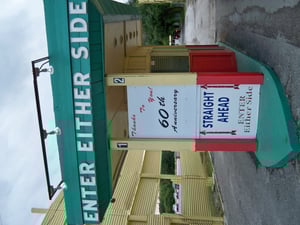 ENTER EITHER SIDE
1
2
Thanks To You!
60th
Anniversary
STRAIGHT
AHEAD
ENTER
Either Side